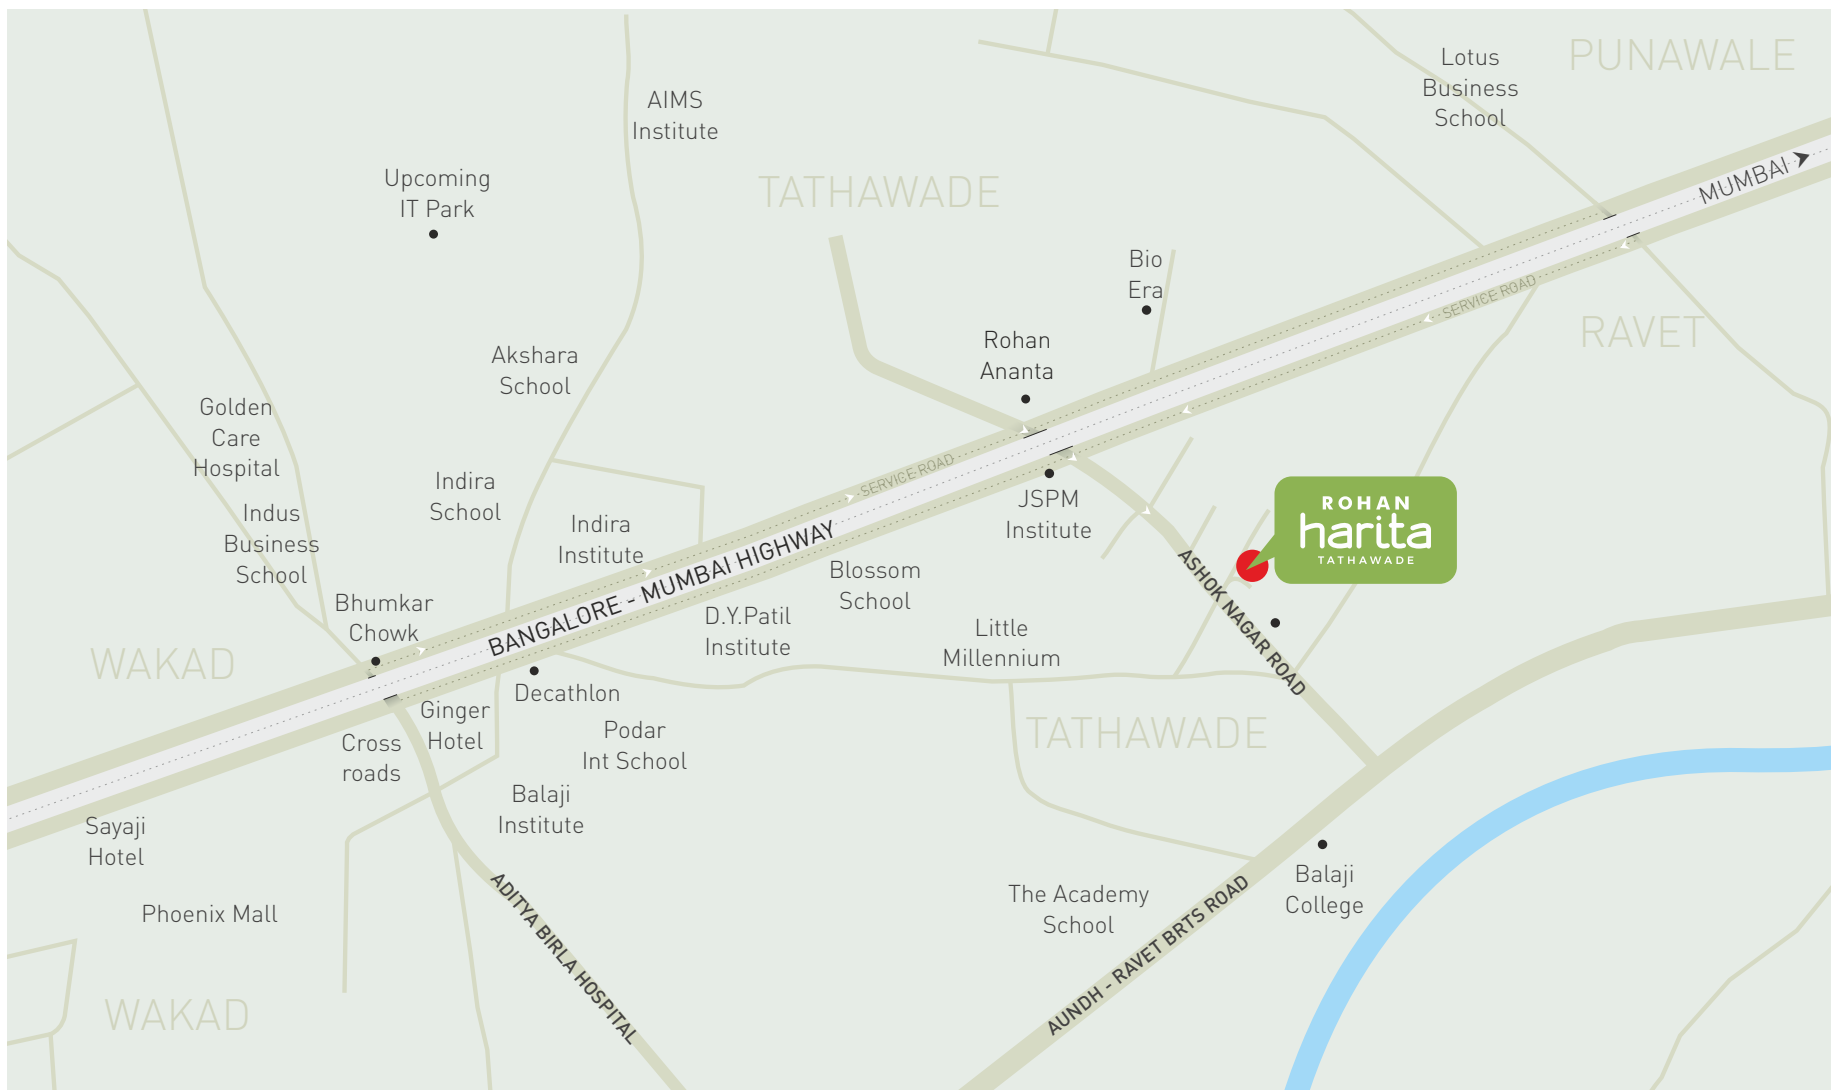 PUNAWALE
Lotus
Business
School
AIMS
Institute
MUMBAI
Upcoming
IT Park
TATHAWADE
Bio
Era
SERVICE ROAD
RAVET
Rohan
Ananta
Akshara
School
Golden
Care
Hospital
SERVICE ROAD
Indira
School
JSPM
Institute
ROHAN
harita
TATHAWADE
Indus
Business
School
Indira
Institute
BANGALORE - MUMBAI HIGHWAY
Blossom
School
ASHOK NAGAR ROAD
Bhumkar
Chowk
D.Y.Patil
Institute
Little
Millennium
WAKAD
Decathlon
Ginger
Hotel
Podar
Int School
TATHAWADE
Cross
roads
Balaji
Institute
Sayaji
Hotel
Balaji
College
The Academy
School
Phoenix Mall
ADITYA BIRLA HOSPITAL
AUNDH - RAVET BRTS ROAD
WAKAD